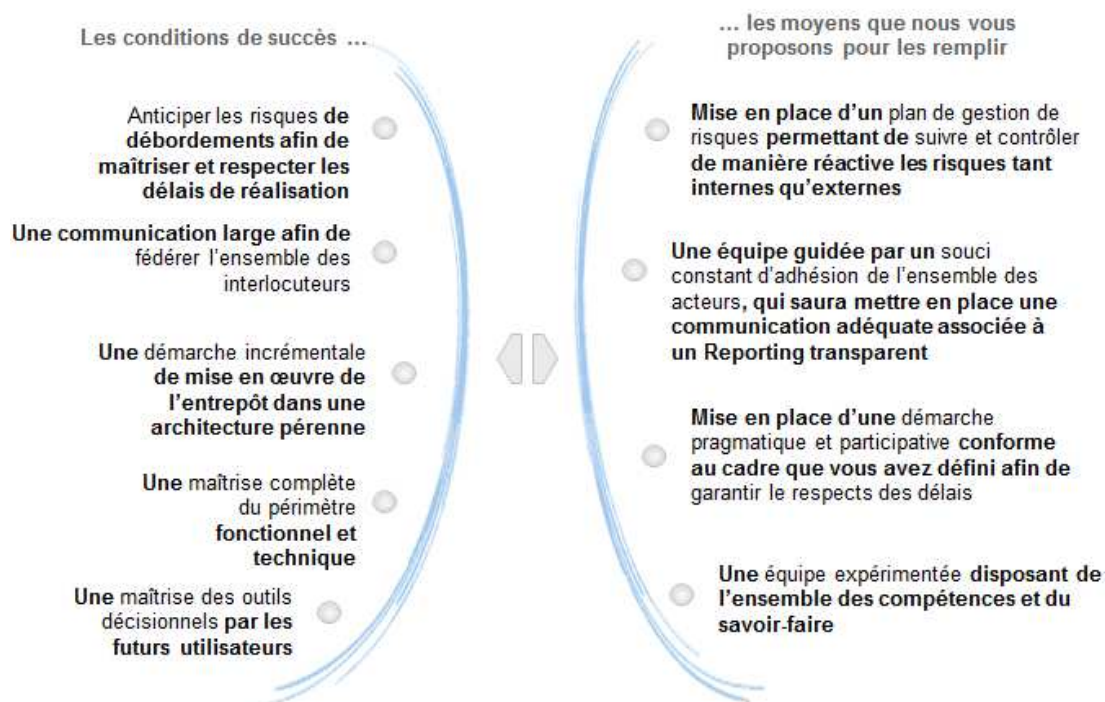 Les conditions de succès …
Anticiper les risques de
débordements afin de
maîtriser et respecter les
délais de réalisation
Une communication large afin de
fédérer l'ensemble des
interlocuteurs
Une démarche incrémentale
de mise en œuvre de
l'entrepôt dans une
architecture pérenne
Une maîtrise complète
du périmètre
fonctionnel et
technique
Une maîtrise des outils
décisionnels par les
futurs utilisateurs
… les moyens que nous vous
proposons pour les remplir
Mise en place d'un plan de gestion de
risques permettant de suivre et contrôler
de manière réactive les risques tant
internes qu'externes
Une équipe guidée par un souci
constant d'adhésion de l'ensemble des
acteurs, qui saura mettre en place une
communication adéquate associée à
un Reporting transparent
Mise en place d'une démarche
pragmatique et participative conforme
au cadre que vous avez défini afin de
garantir le respects des délais
Une équipe expérimentée disposant de
l'ensemble des compétences et du
savoir-faire